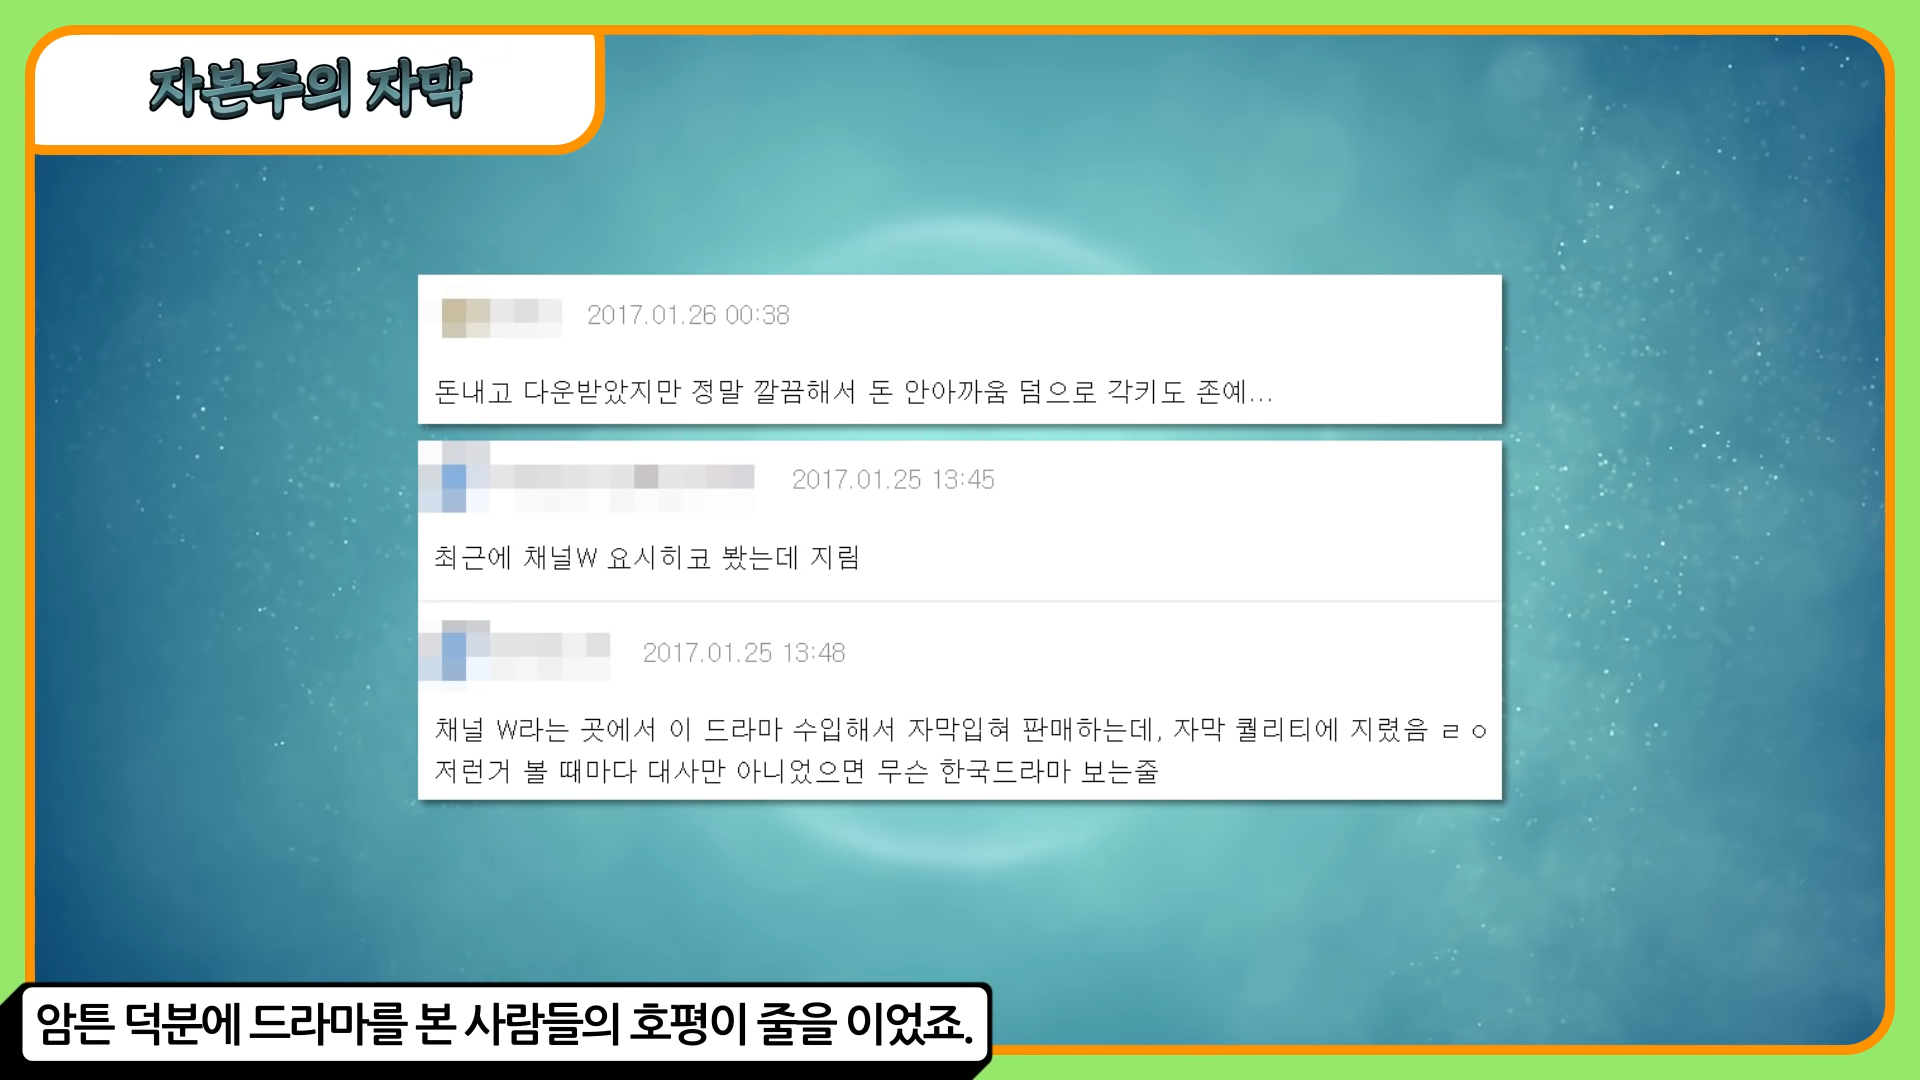 자본주의 자막
2017.01.26 00:38
돈내고 다운받았지만 정말 깔끔해서 돈 안아까움 덤으로 각키도 존예...
2017.01.25 13:45
최근에 채널W 요시히코 봤는데 지림
2017.01.25 13:48
채널 W라는 곳에서 이 드라마 수입해서 자막입혀 판매하는데, 자막 퀄리티에 지렸음 ㄹㅇ
저런거 볼 때마다 대사만 아니었으면 무슨 한국드라마 보는줄
암튼 덕분에 드라마를 본 사람들의 호평이 줄을 이었죠.